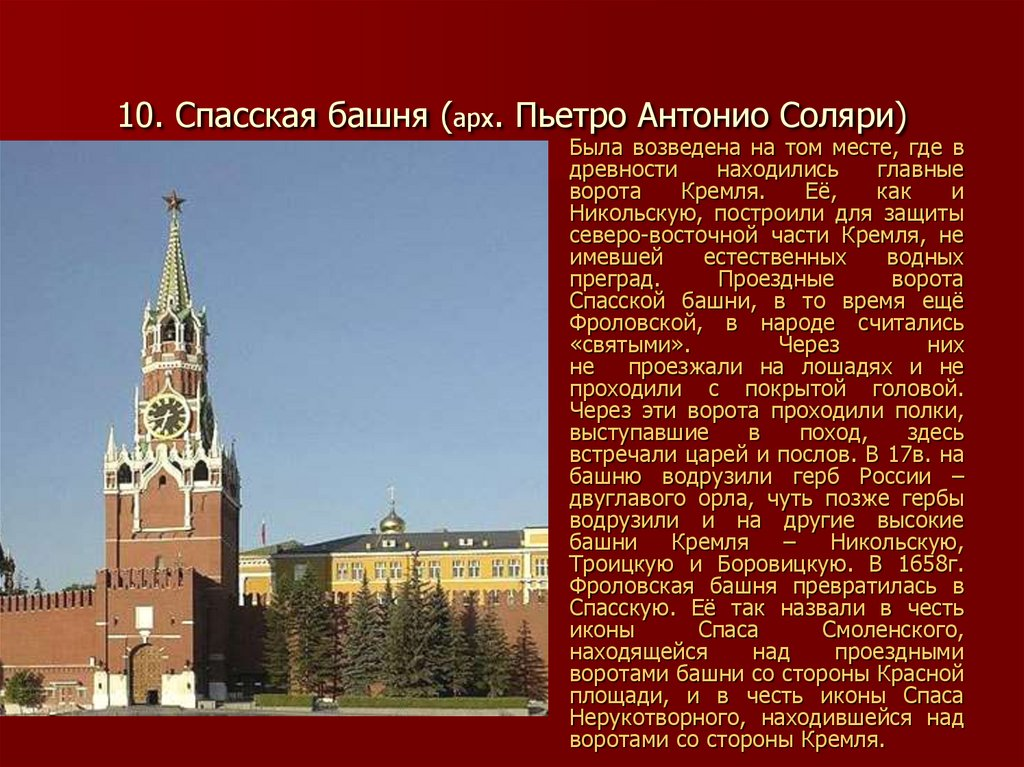 10. Спасская башня (арх. Пьетро Антонио Соляри)
Была возведена на том месте, где в
древности находились главные
ворота Кремля. Её, как и
Никольскую, построили для защиты
северо-восточной части Кремля, не
имевшей естественных водных
преград. Проездные ворота
Спасской башни, в то время ещё
Фроловской, в народе считались
«святыми». Через них
не проезжали на лошадях и не
проходили с покрытой головой.
Через эти ворота проходили полки,
выступавшие в поход, здесь
встречали царей и послов. В 17в. на
башню водрузили герб России –
двуглавого орла, чуть позже гербы
водрузили и на другие высокие
башни Кремля – Никольскую,
Троицкую и Боровицкую. В 1658г.
Фроловская башня превратилась в
Спасскую. Её так назвали в честь
иконы Спаса Смоленского,
находящейся над проездными
воротами башни со стороны Красной
площади, и в честь иконы Спаса
Нерукотворного, находившейся над
воротами со стороны Кремля.